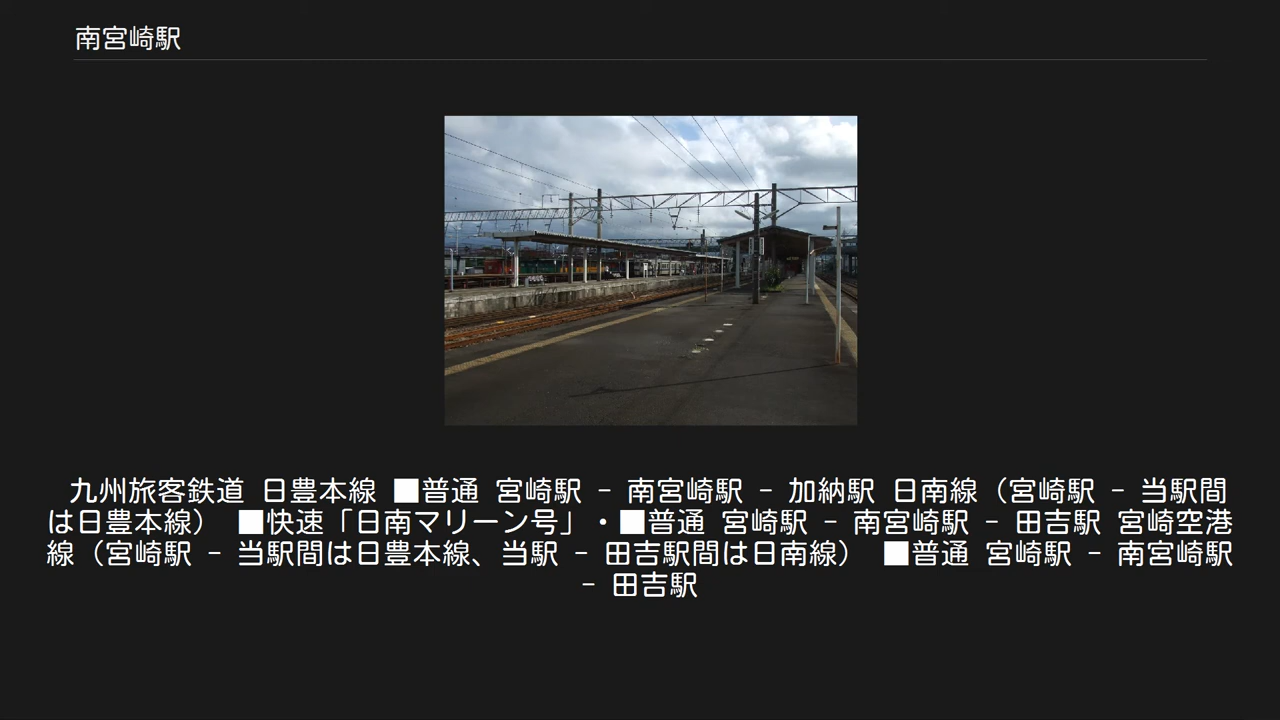 南宮崎駅
九州旅客鉄道 日豊本線 ■普通 宮崎駅 - 南宮崎駅 - 加納駅 日南線（宮崎駅 - 当駅間
は日豊本線） ■快速「日南マリーン号」・■普通 宮崎駅 - 南宮崎駅 - 田吉駅 宮崎空港
線（宮崎駅 - 当駅間は日豊本線、当駅 - 田吉駅間は日南線） ■普通 宮崎駅 - 南宮崎駅
- 田吉駅